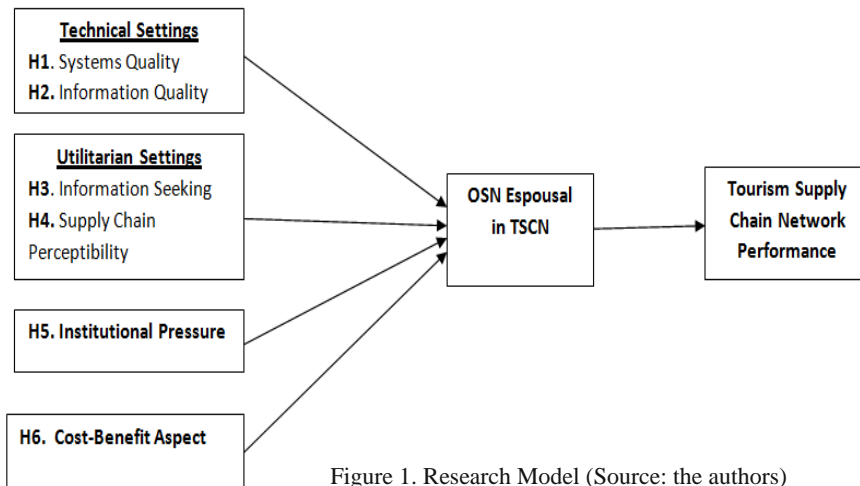 Technical Settings
H1. Systems Quality
H2. Information Quality
Utilitarian Settings
H3. Information Seeking
H4. Supply Chain
Perceptibility
H5. Institutional Pressure
H6. Cost-Benefit Aspect
OSN Espousal
in TSCN
Tourism Supply
Chain Network
Performance
Figure 1. Research Model (Source: the authors)